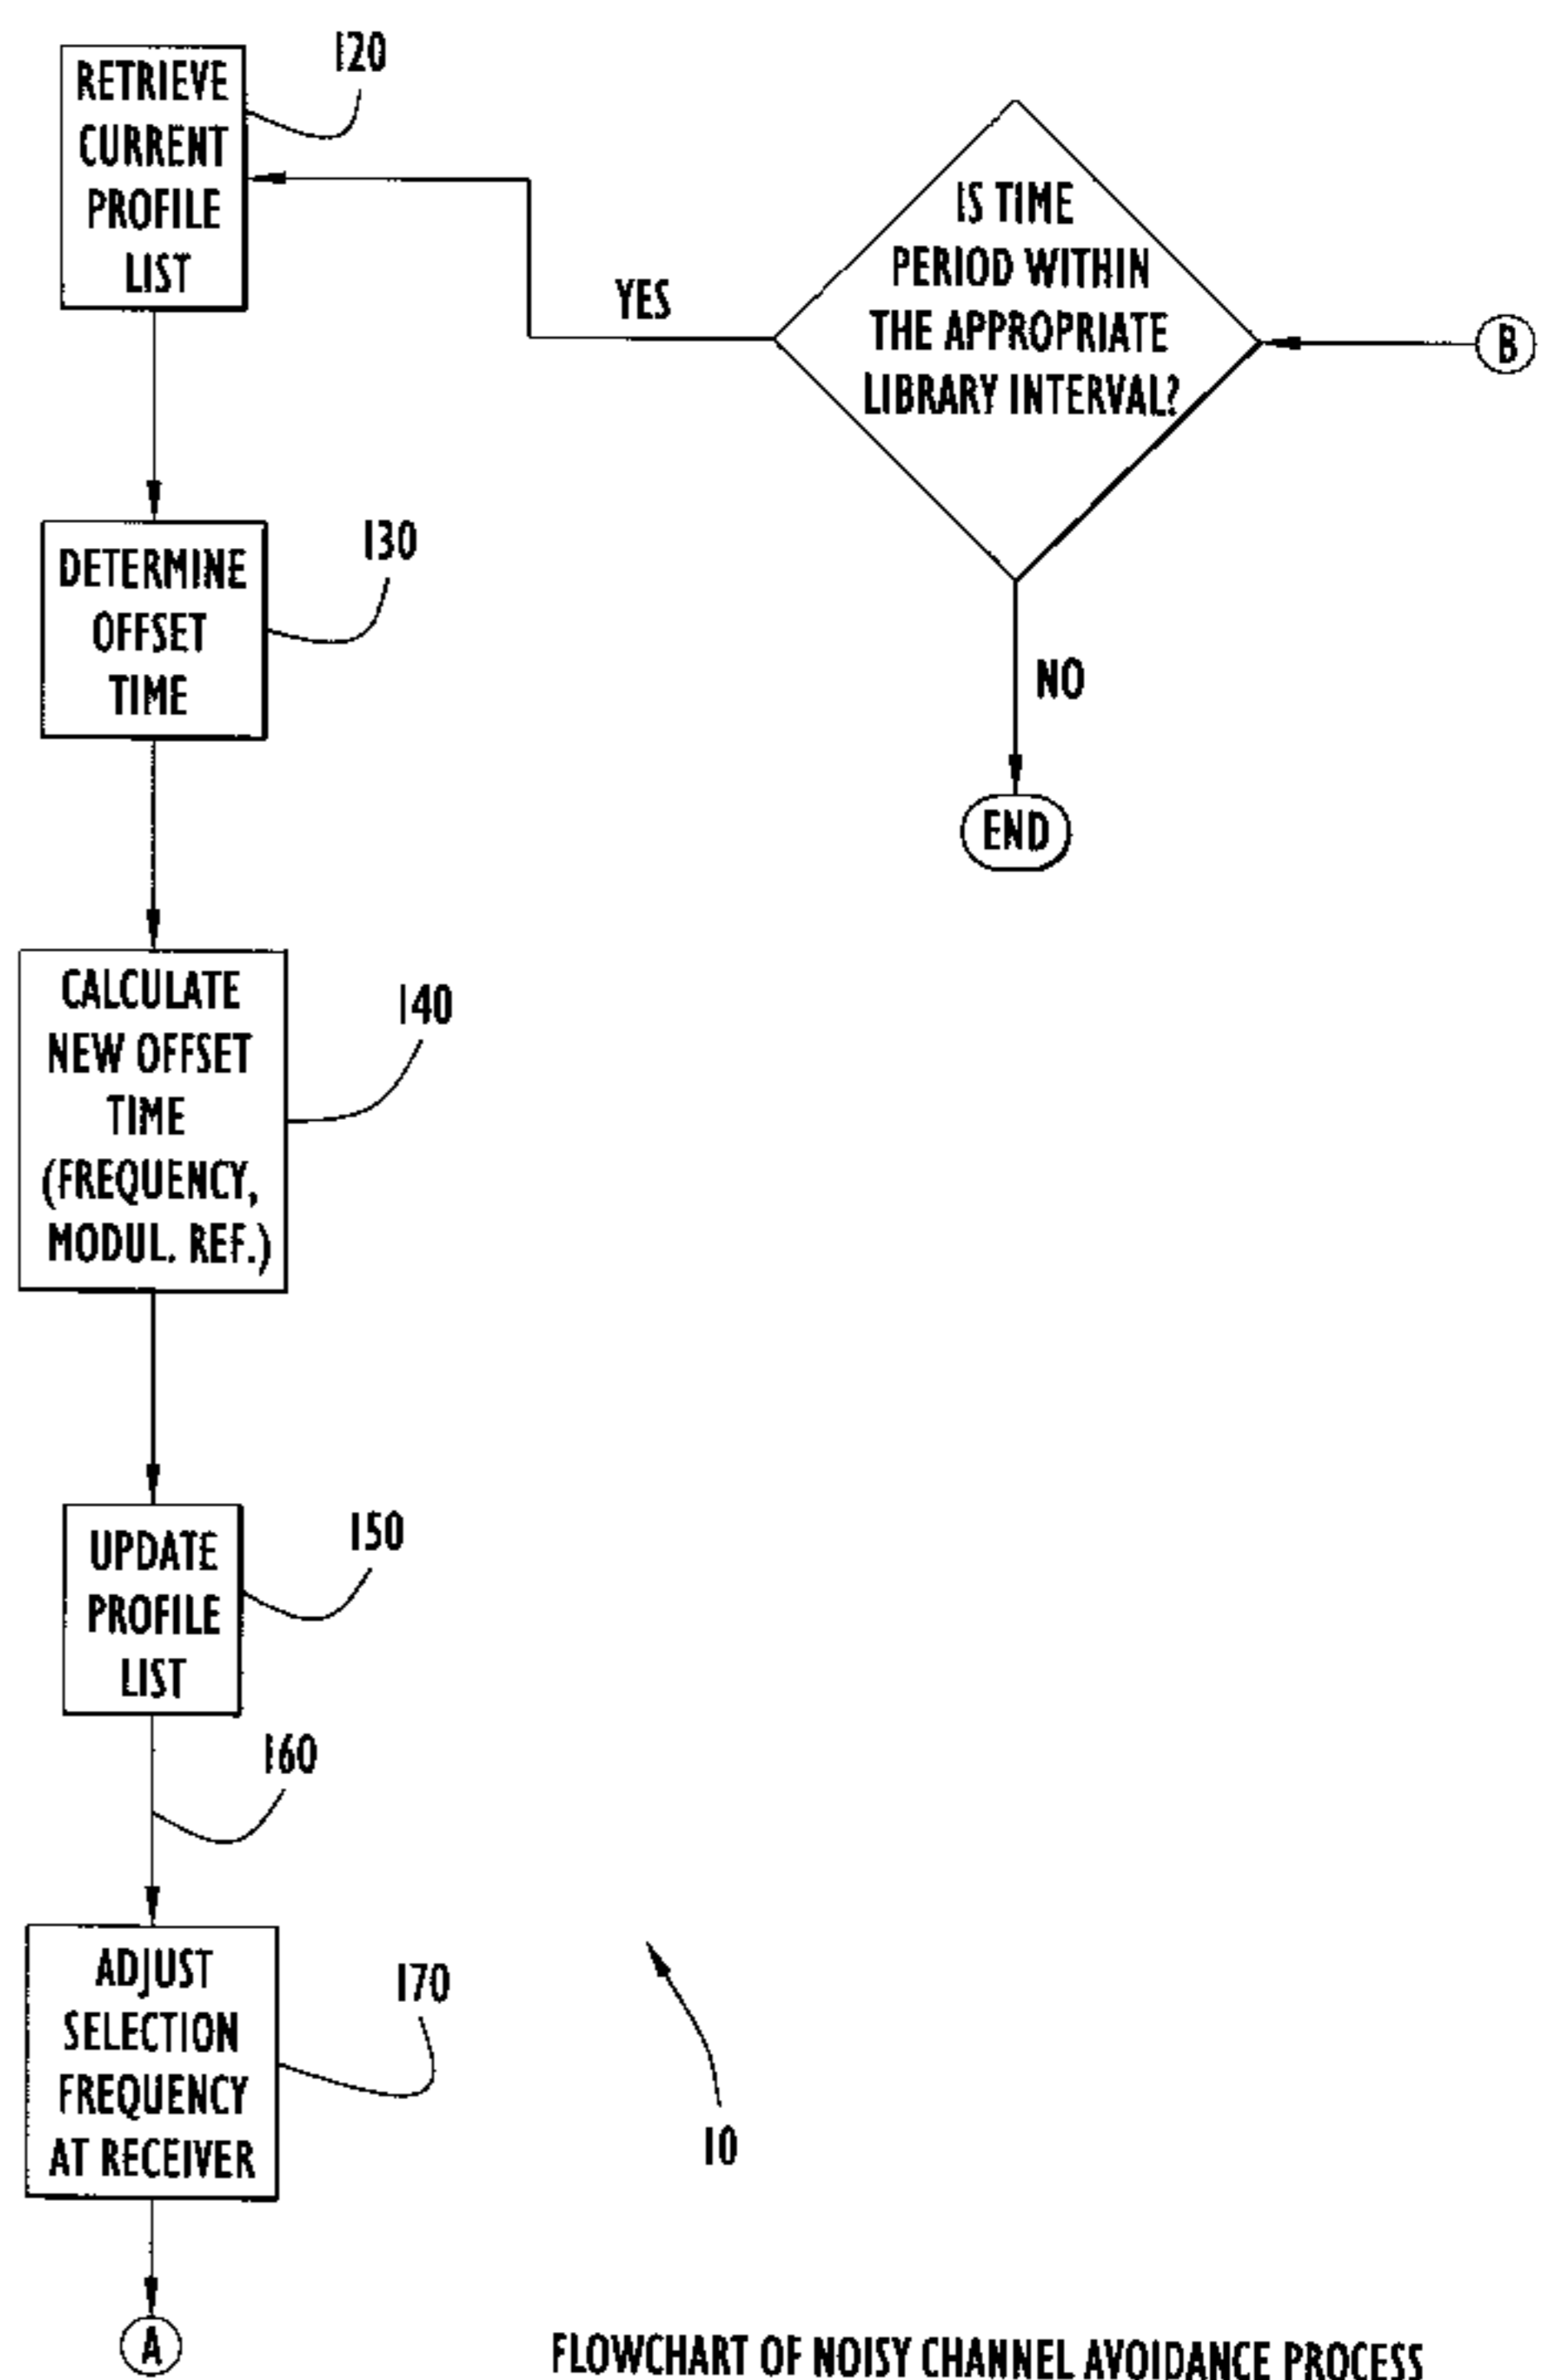 120
RETRIEVE
CURRENT
PROFILE
LIST
IS TIME
PERIOD WITHIN
THE APPROPRIATE
LIBRARY INTERVAL?
YES
B
NO
END
130
DETERMINE
OFFSET
TIME
140
CALCULATE
NEW OFFSET
TIME
(FREQUENCY,
MODUL. REF.)
150
UPDATE
PROFILE
LIST
160
170
ADJUST
SELECTION
FREQUENCY
AT RECEIVER
10
A
FLOWCHART OF NOISY CHANNEL AVOIDANCE PROCESS